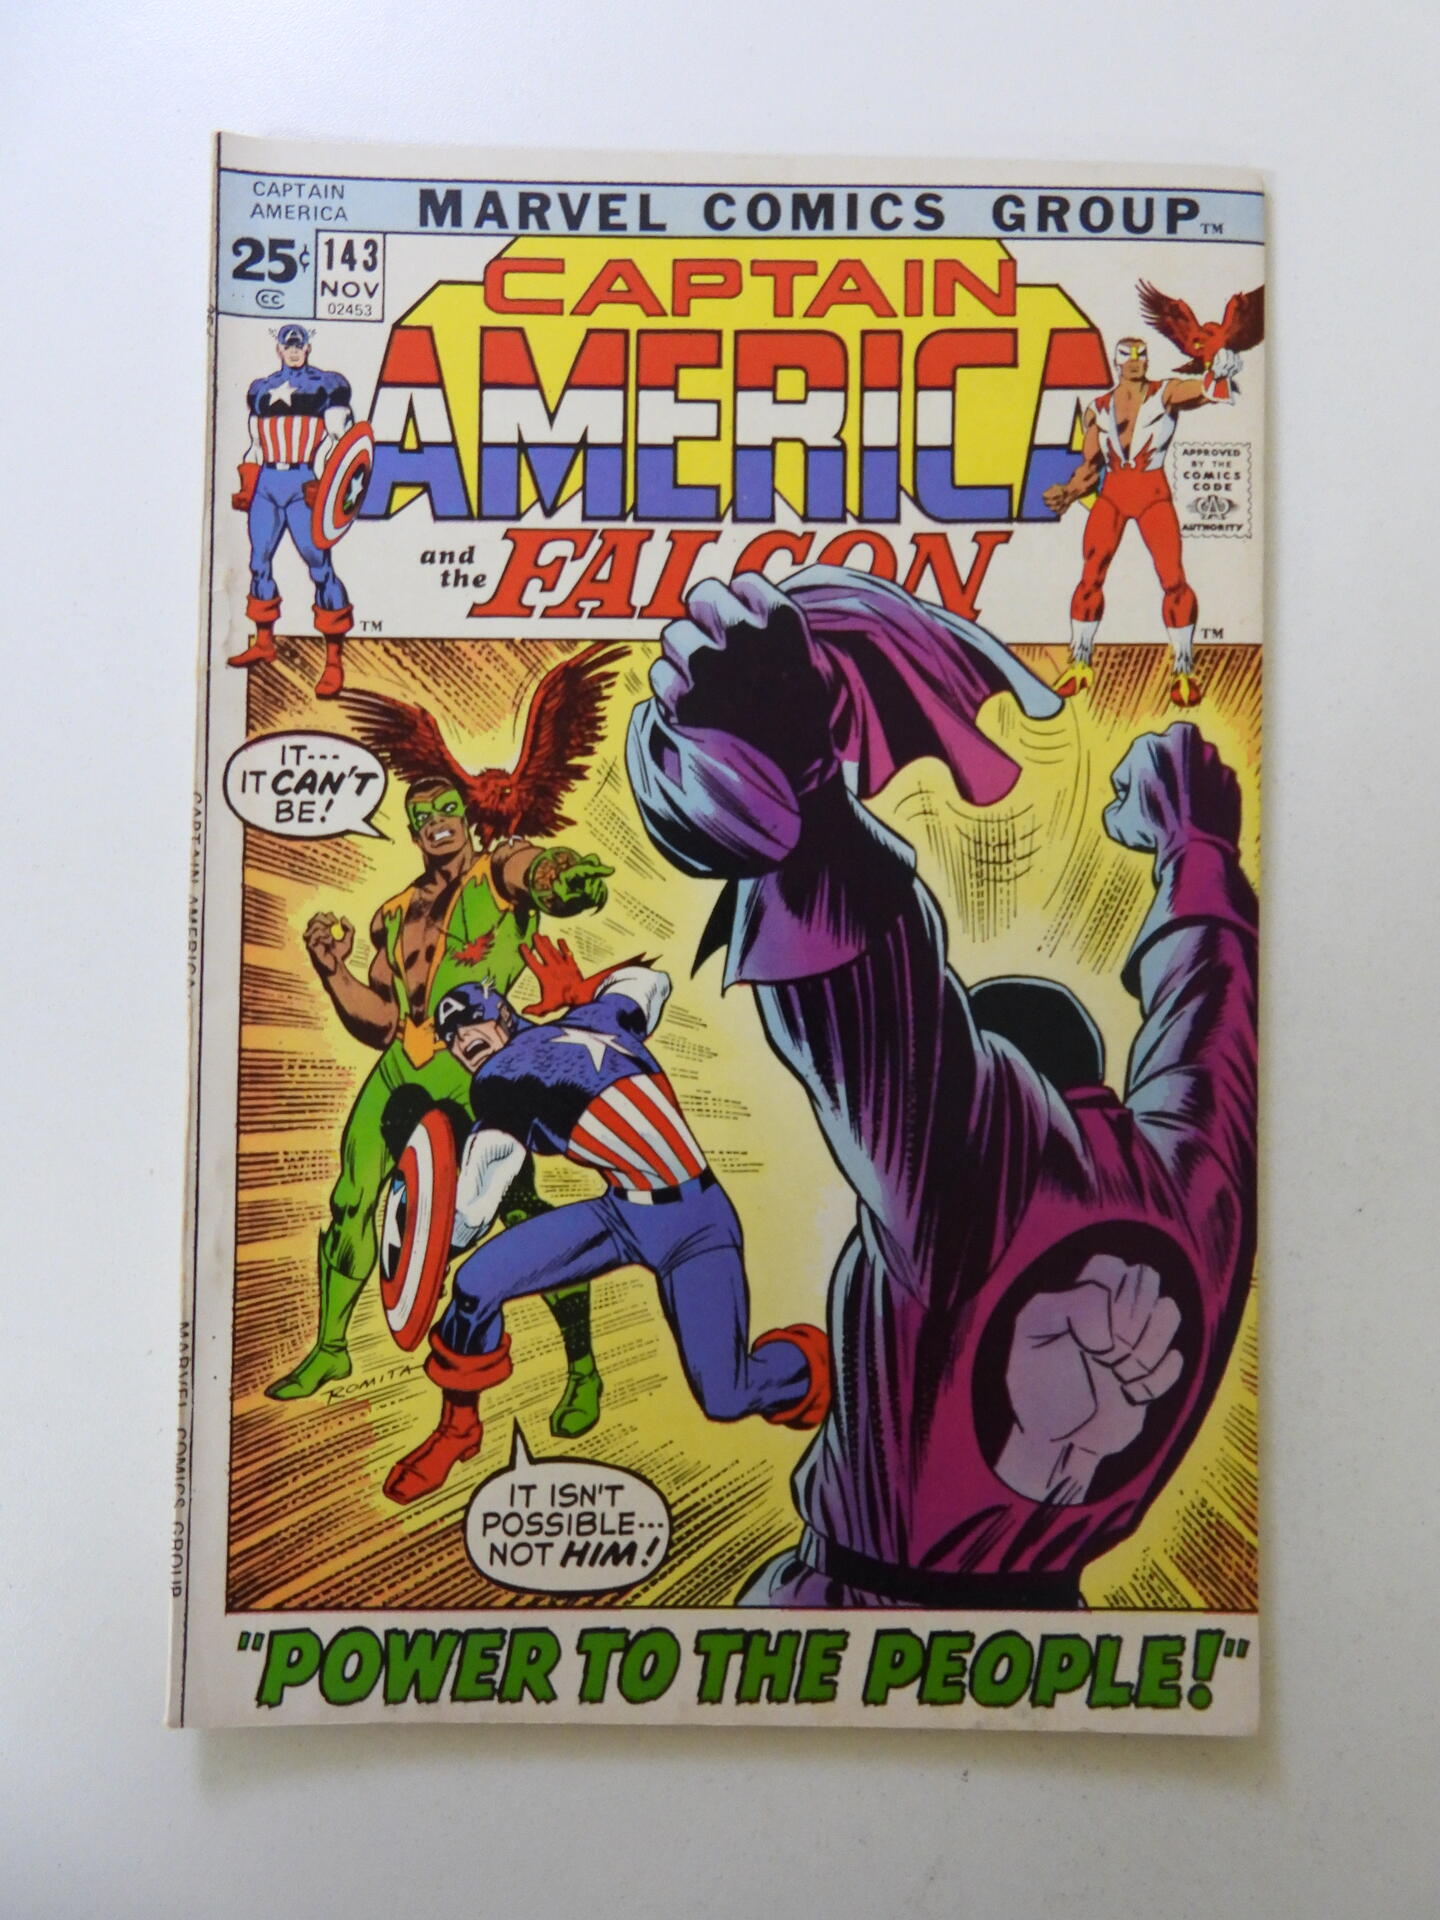 CAPTAIN
AMERICA
MARVEL COMICS GROUP™
25¢
143
NOV
02453
CC
CAPTAIN
AMERICA
and the FALCON
APPROVED
BY THE
COMICS
CODE
AUTHORITY
TM
TM
IT---
IT CAN'T
BE!
ROMITA
IT ISN'T
POSSIBLE---
NOT HIM!
"POWER TO THE PEOPLE!"
CAPTAIN AMERICA
MARVEL COMICS GROUP